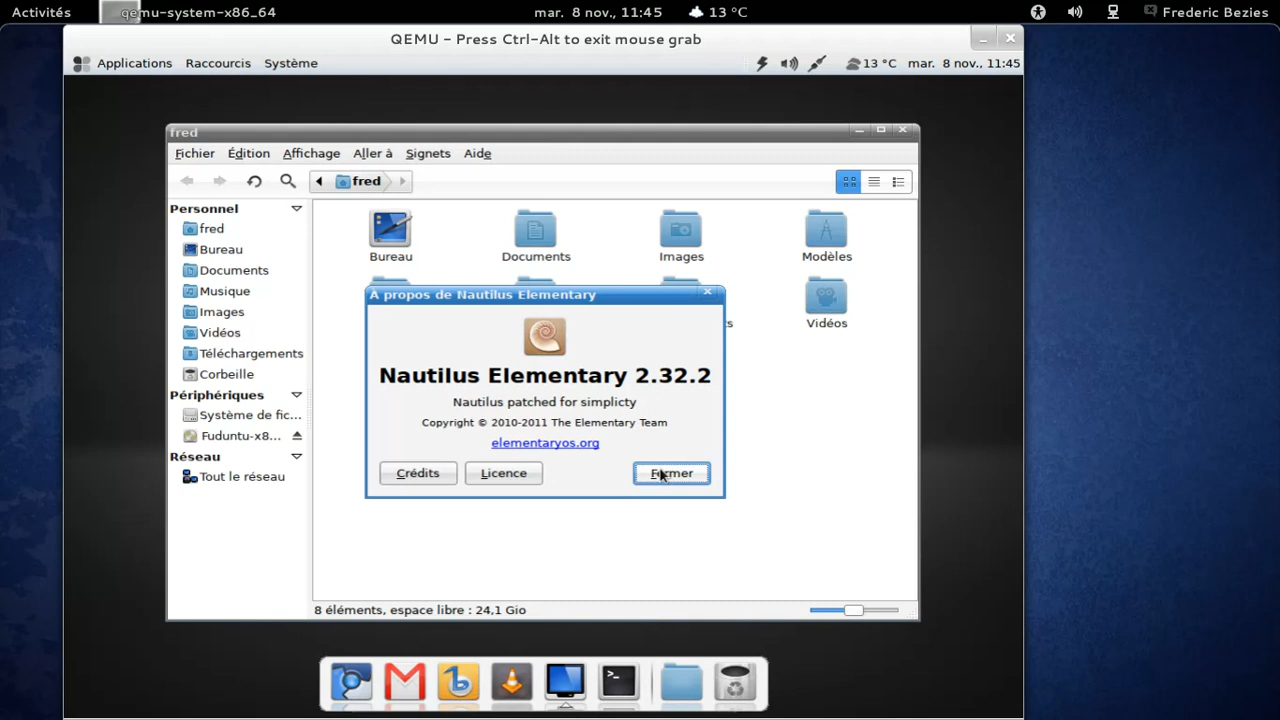 Activités qemu-system-x86_64 mar. 8 nov., 11:45 13 °C Frederic Bezies
QEMU - Press Ctrl-Alt to exit mouse grab
Applications Raccourcis Système 13 °C mar. 8 nov., 11:45
fred
Fichier Édition Affichage Aller à Signets Aide
fred
Personnel
fred
Bureau
Documents
Musique
Images
Vidéos
Téléchargements
Corbeille
Périphériques
Système de fic...
Fuduntu-x8...
Réseau
Tout le réseau
Bureau Documents Images Modèles
Vidéos
À propos de Nautilus Elementary
Nautilus Elementary 2.32.2
Nautilus patched for simplicty
Copyright © 2010-2011 The Elementary Team
elementaryos.org
Crédits Licence Fermer
8 éléments, espace libre : 24,1 Gio